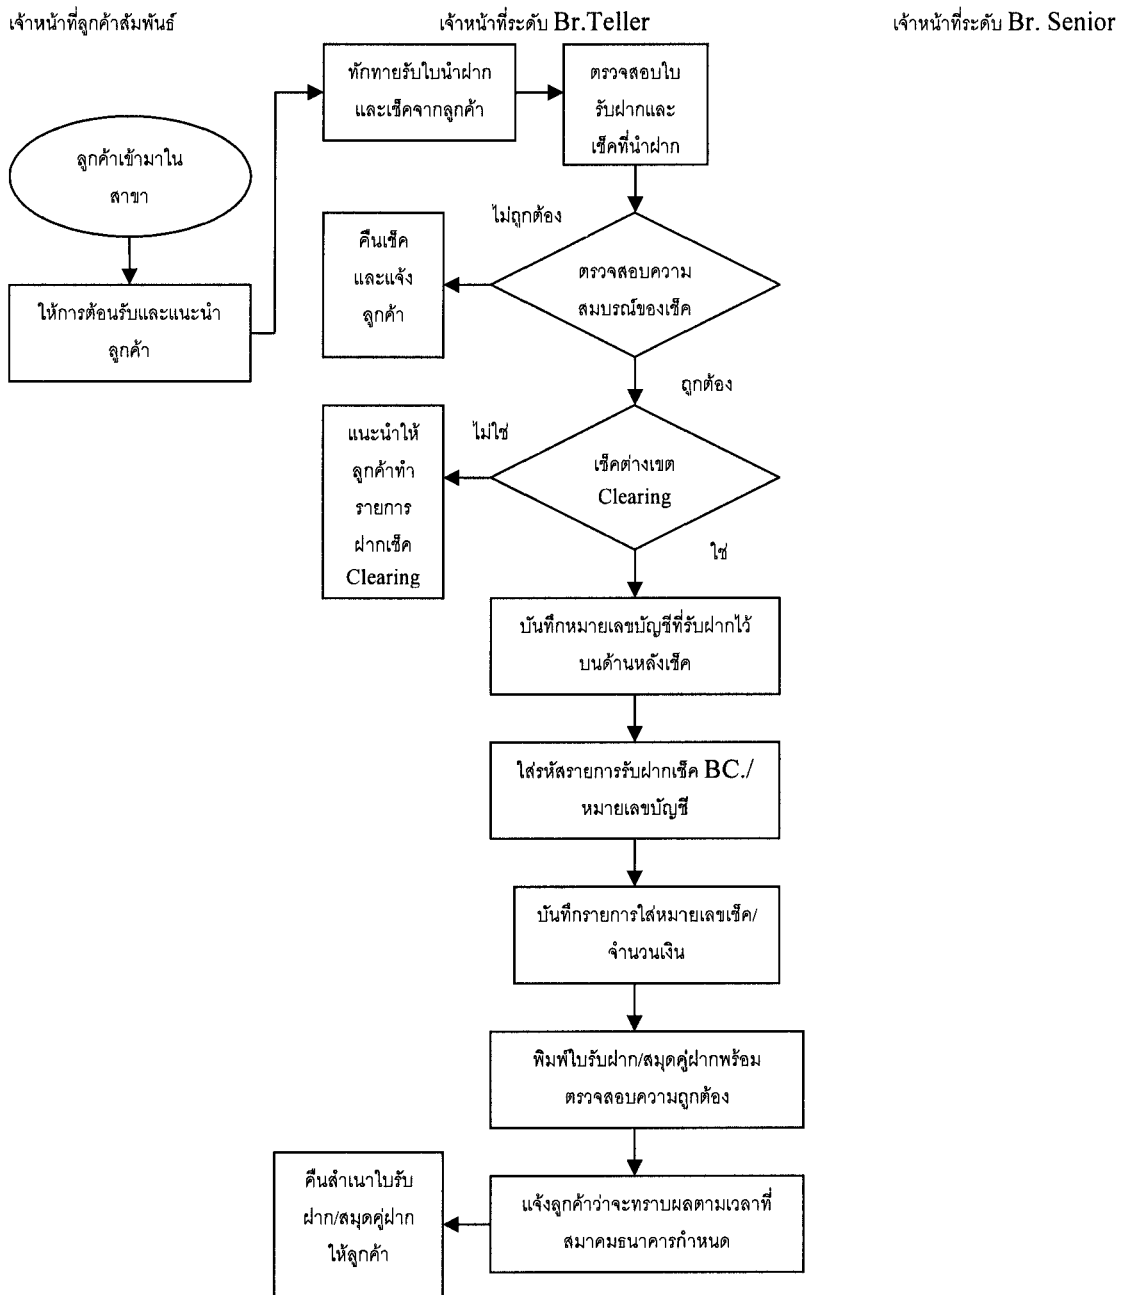 เจ้าหน้าที่ลูกค้าสัมพันธ์
เจ้าหน้าที่ระดับ Br.Teller
เจ้าหน้าที่ระดับ Br. Senior
ลูกค้าเข้ามาใน
สาขา
ให้การต้อนรับและแนะนำ
ลูกค้า
ทักทายรับใบนำฝาก
และเช็คจากลูกค้า
ตรวจสอบใบ
รับฝากและ
เช็คที่นำฝาก
ไม่ถูกต้อง
คืนเช็ค
และแจ้ง
ลูกค้า
ตรวจสอบความ
สมบรณ์ของเช็ค
ถูกต้อง
ไม่ใช่
แนะนำให้
ลูกค้าทำ
รายการ
ฝากเช็ค
Clearing
เช็คต่างเขต
Clearing
ใช่
บันทึกหมายเลขบัญชีที่รับฝากไว้
บนด้านหลังเช็ค
ใส่รหัสรายการรับฝากเช็ค BC./
หมายเลขบัญชี
บันทึกรายการใส่หมายเลขเช็ค/
จำนวนเงิน
พิมพ์ใบรับฝาก/สมุดคู่ฝากพร้อม
ตรวจสอบความถูกต้อง
แจ้งลูกค้าว่าจะทราบผลตามเวลาที่
สมาคมธนาคารกำหนด
คืนสำเนาใบรับ
ฝาก/สมุดคู่ฝาก
ให้ลูกค้า